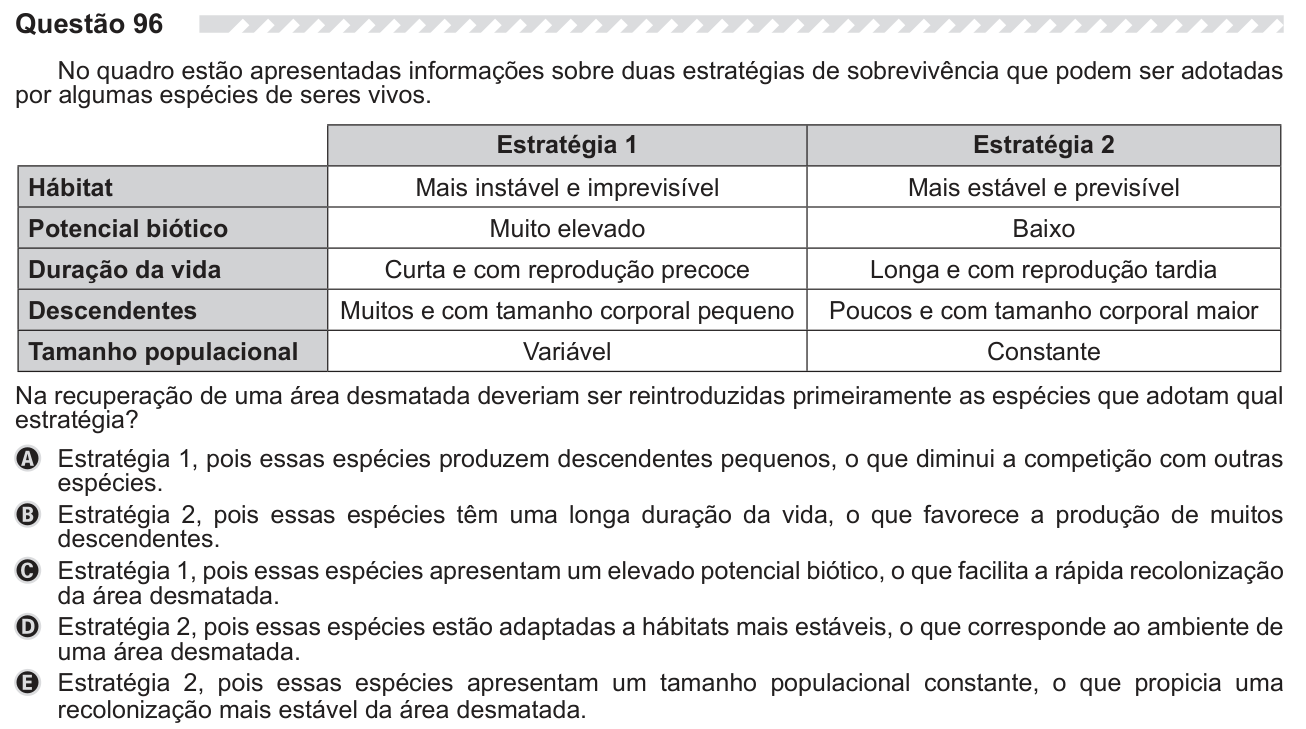 Questão 96
No quadro estão apresentadas informações sobre duas estratégias de sobrevivência que podem ser adotadas
por algumas espécies de seres vivos.
Estratégia 1 Estratégia 2
Hábitat Mais instável e imprevisível Mais estável e previsível
Potencial biótico Muito elevado Baixo
Duração da vida Curta e com reprodução precoce Longa e com reprodução tardia
Descendentes Muitos e com tamanho corporal pequeno Poucos e com tamanho corporal maior
Tamanho populacional Variável Constante
Na recuperação de uma área desmatada deveriam ser reintroduzidas primeiramente as espécies que adotam qual
estratégia?
A Estratégia 1, pois essas espécies produzem descendentes pequenos, o que diminui a competição com outras
espécies.
B Estratégia 2, pois essas espécies têm uma longa duração da vida, o que favorece a produção de muitos
descendentes.
C Estratégia 1, pois essas espécies apresentam um elevado potencial biótico, o que facilita a rápida recolonização
da área desmatada.
D Estratégia 2, pois essas espécies estão adaptadas a hábitats mais estáveis, o que corresponde ao ambiente de
uma área desmatada.
E Estratégia 2, pois essas espécies apresentam um tamanho populacional constante, o que propicia uma
recolonização mais estável da área desmatada.